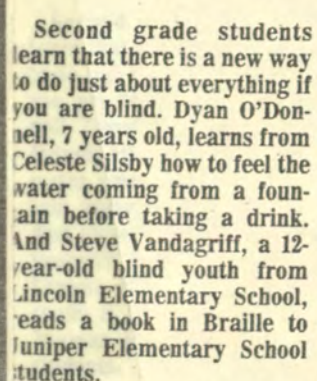 Second grade students
learn that there is a new way
to do just about everything if
you are blind. Dyan O'Don-
nell, 7 years old, learns from
Celeste Silsby how to feel the
water coming from a foun-
tain before taking a drink.
And Steve Vandagriff, a 12-
year-old blind youth from
Lincoln Elementary School,
reads a book in Braille to
Juniper Elementary School
students.